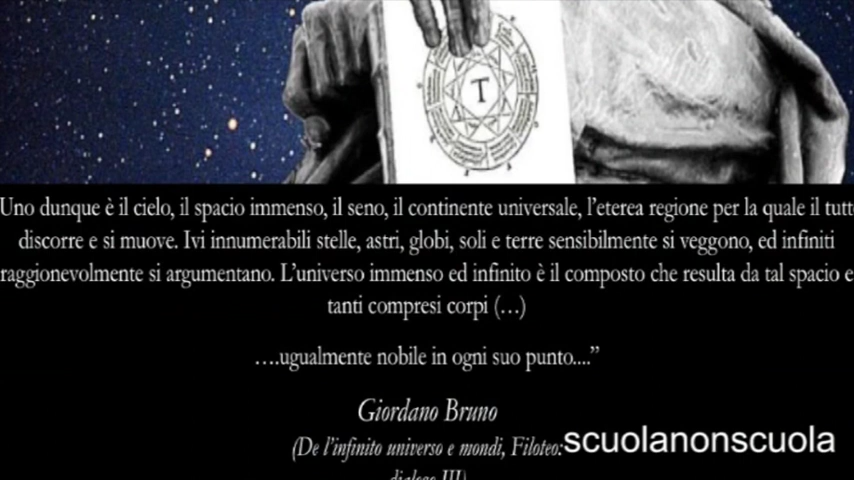 T
Uno dunque è il cielo, il spacio immenso, il seno, il continente universale, l'eterea regione per la quale il tutt
discorre e si muove. Ivi innumerabili stelle, astri, globi, soli e terre sensibilmente si veggono, ed infiniti
raggionevolmente si argumentano. L'universo immenso ed infinito è il composto che resulta da tal spacio e
tanti compresi corpi (…)
….ugualmente nobile in ogni suo punto....”
Giordano Bruno
(De l'infinito universo e mondi, Filoteo:
scuolanonscuola
dialogo III)